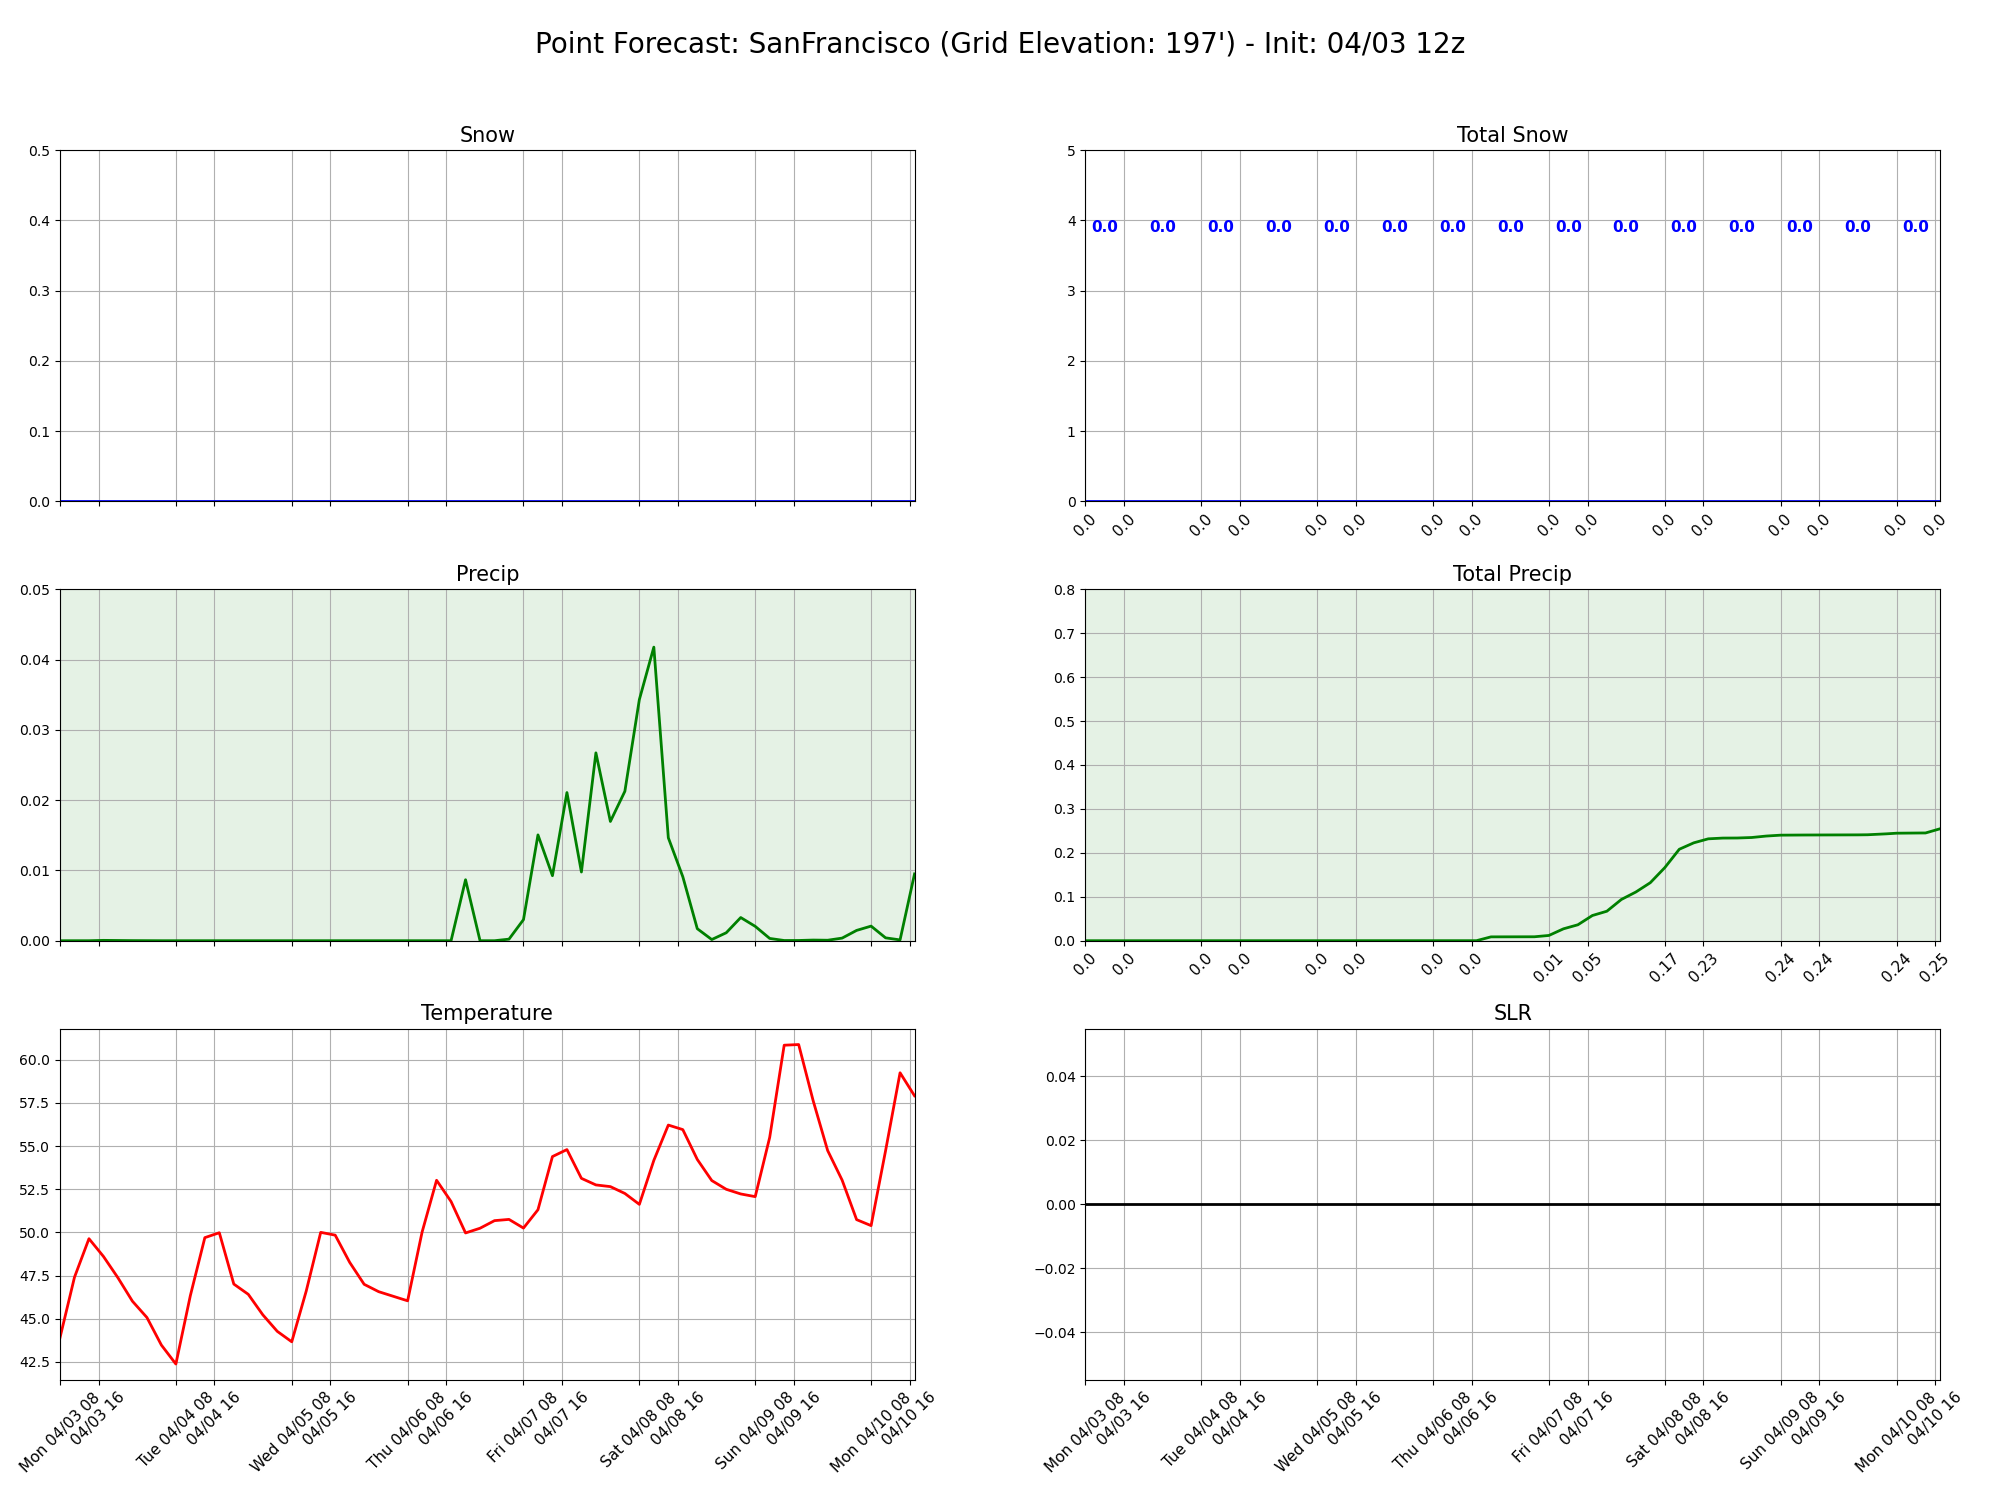 Point Forecast: SanFrancisco (Grid Elevation: 197') - Init: 04/03 12z
Snow
0.5
0.4
0.3
0.2
0.1
0.0
Total Snow
5
4
3
2
1
0
0.0 0.0 0.0 0.0 0.0 0.0 0.0 0.0 0.0 0.0 0.0 0.0 0.0 0.0 0.0
0.0 0.0 0.0 0.0 0.0 0.0 0.0 0.0 0.0 0.0 0.0 0.0 0.0 0.0 0.0 0.0
Precip
0.05
0.04
0.03
0.02
0.01
0.00
Total Precip
0.8
0.7
0.6
0.5
0.4
0.3
0.2
0.1
0.0
0.0 0.0 0.0 0.0 0.0 0.0 0.0 0.0 0.01 0.05 0.17 0.23 0.24 0.24 0.24 0.25
Temperature
60.0
57.5
55.0
52.5
50.0
47.5
45.0
42.5
Mon 04/03 08
04/03 16
Tue 04/04 08
04/04 16
Wed 04/05 08
04/05 16
Thu 04/06 08
04/06 16
Fri 04/07 08
04/07 16
Sat 04/08 08
04/08 16
Sun 04/09 08
04/09 16
Mon 04/10 08
04/10 16
SLR
0.04
0.02
0.00
−0.02
−0.04
Mon 04/03 08
04/03 16
Tue 04/04 08
04/04 16
Wed 04/05 08
04/05 16
Thu 04/06 08
04/06 16
Fri 04/07 08
04/07 16
Sat 04/08 08
04/08 16
Sun 04/09 08
04/09 16
Mon 04/10 08
04/10 16